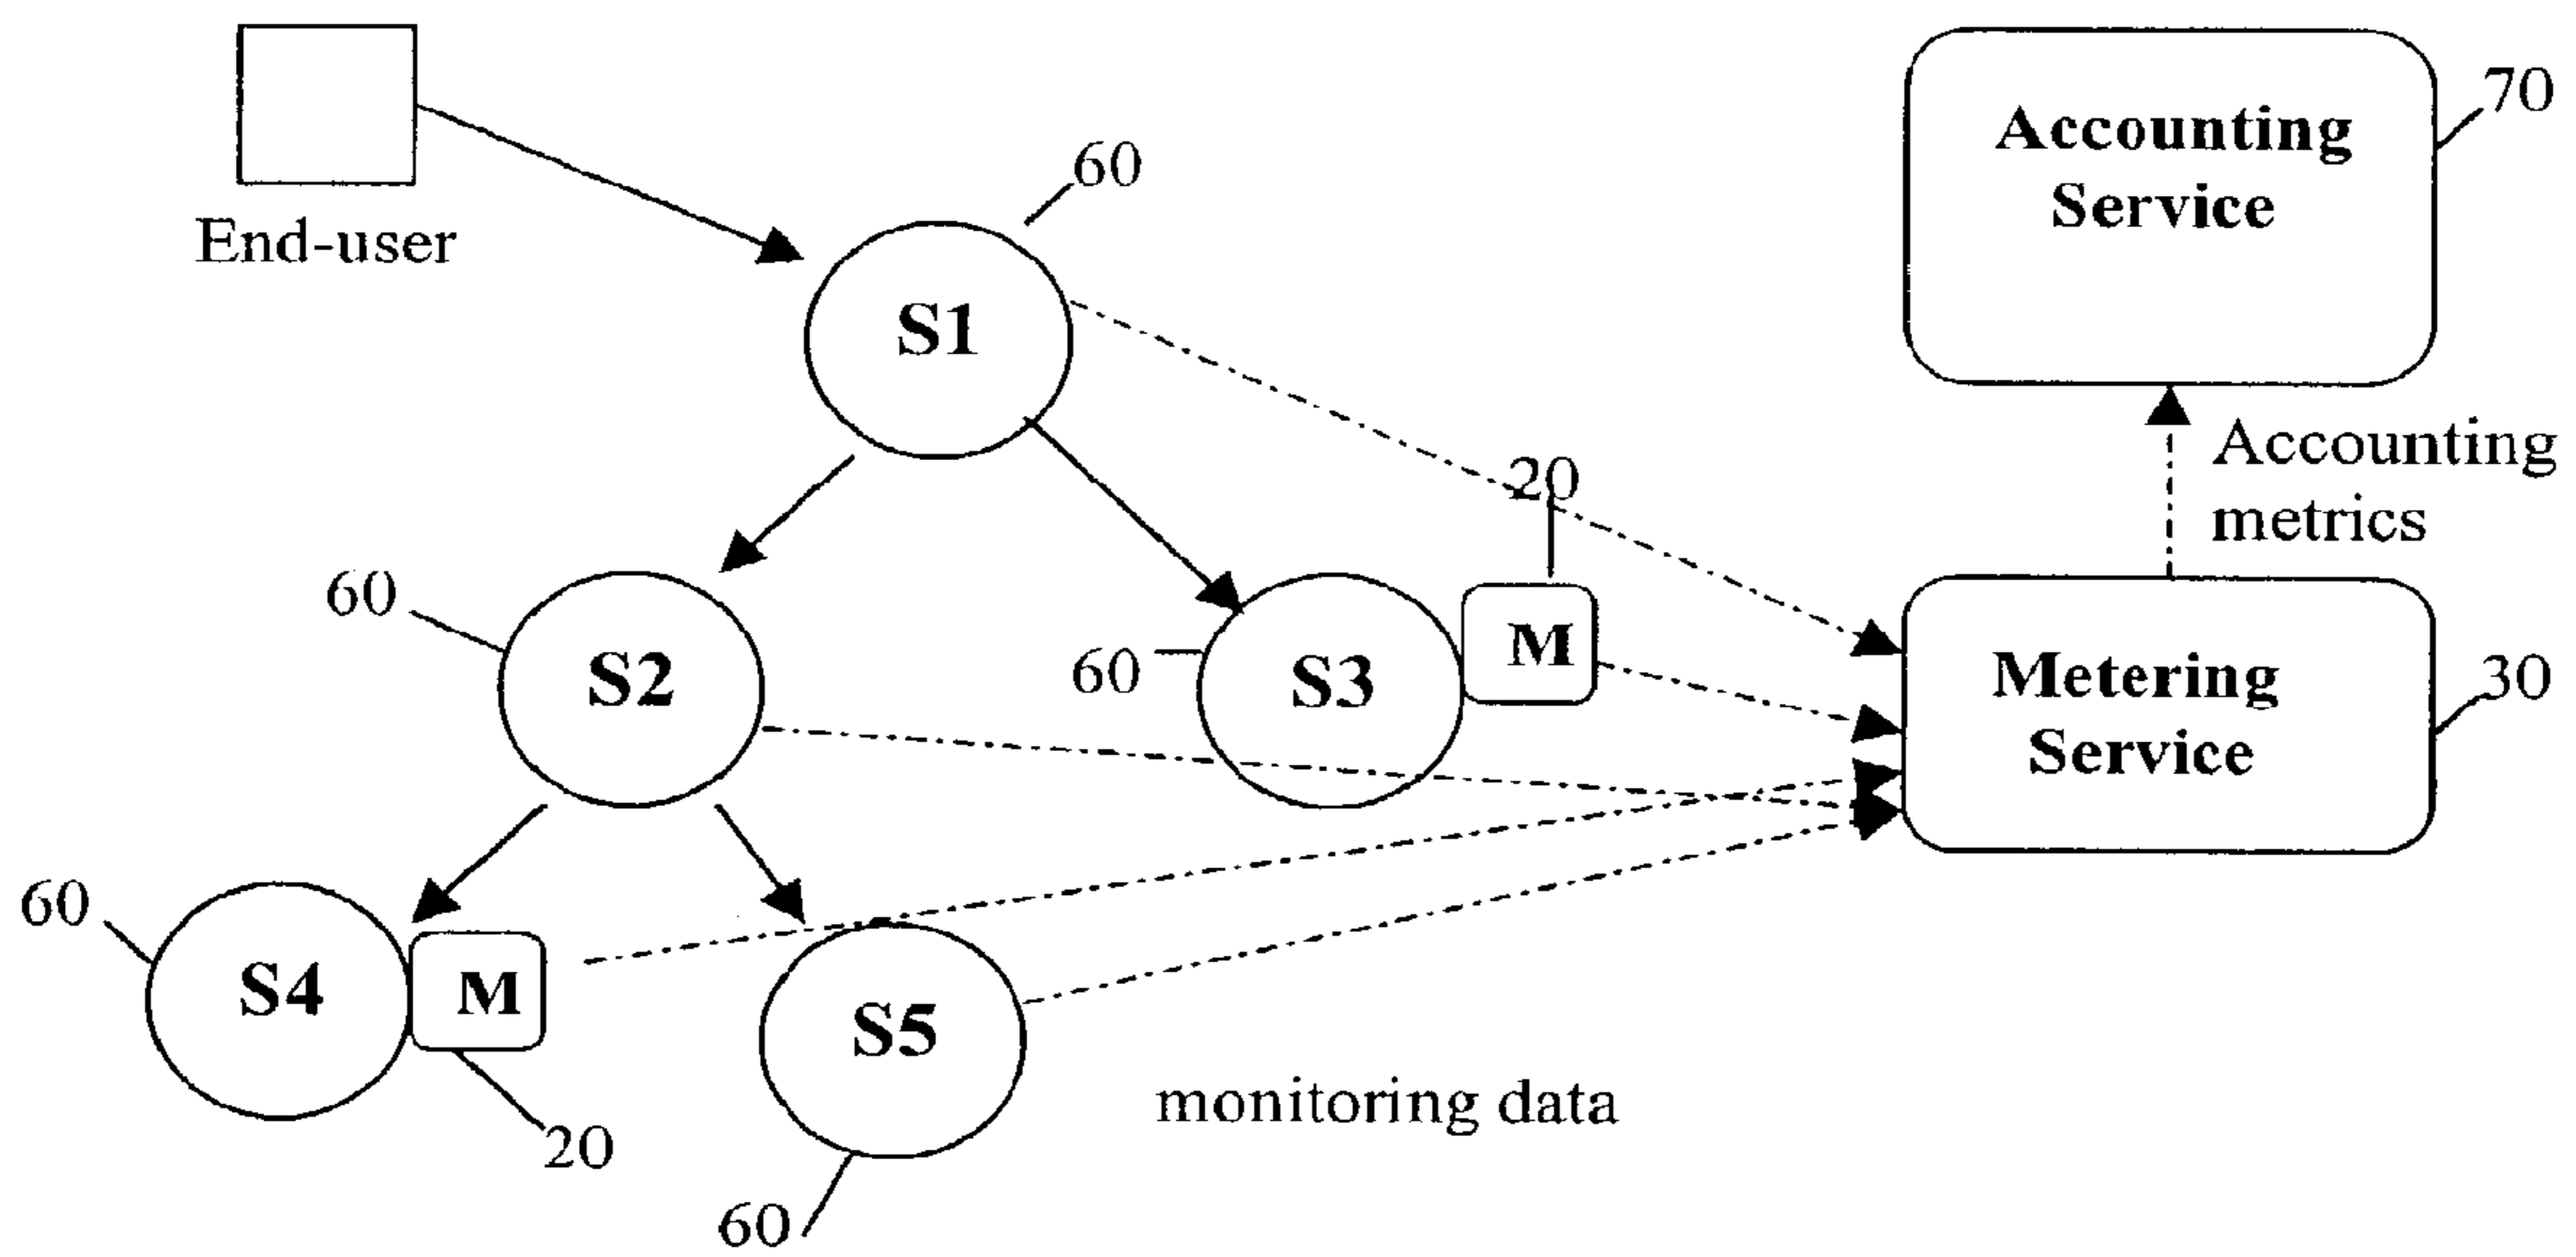 70
Accounting
Service
60
End-user
S1
Accounting
metrics
20
60
M
S2
60
S3
Metering
Service
30
60
S4
M
S5
monitoring data
20
60